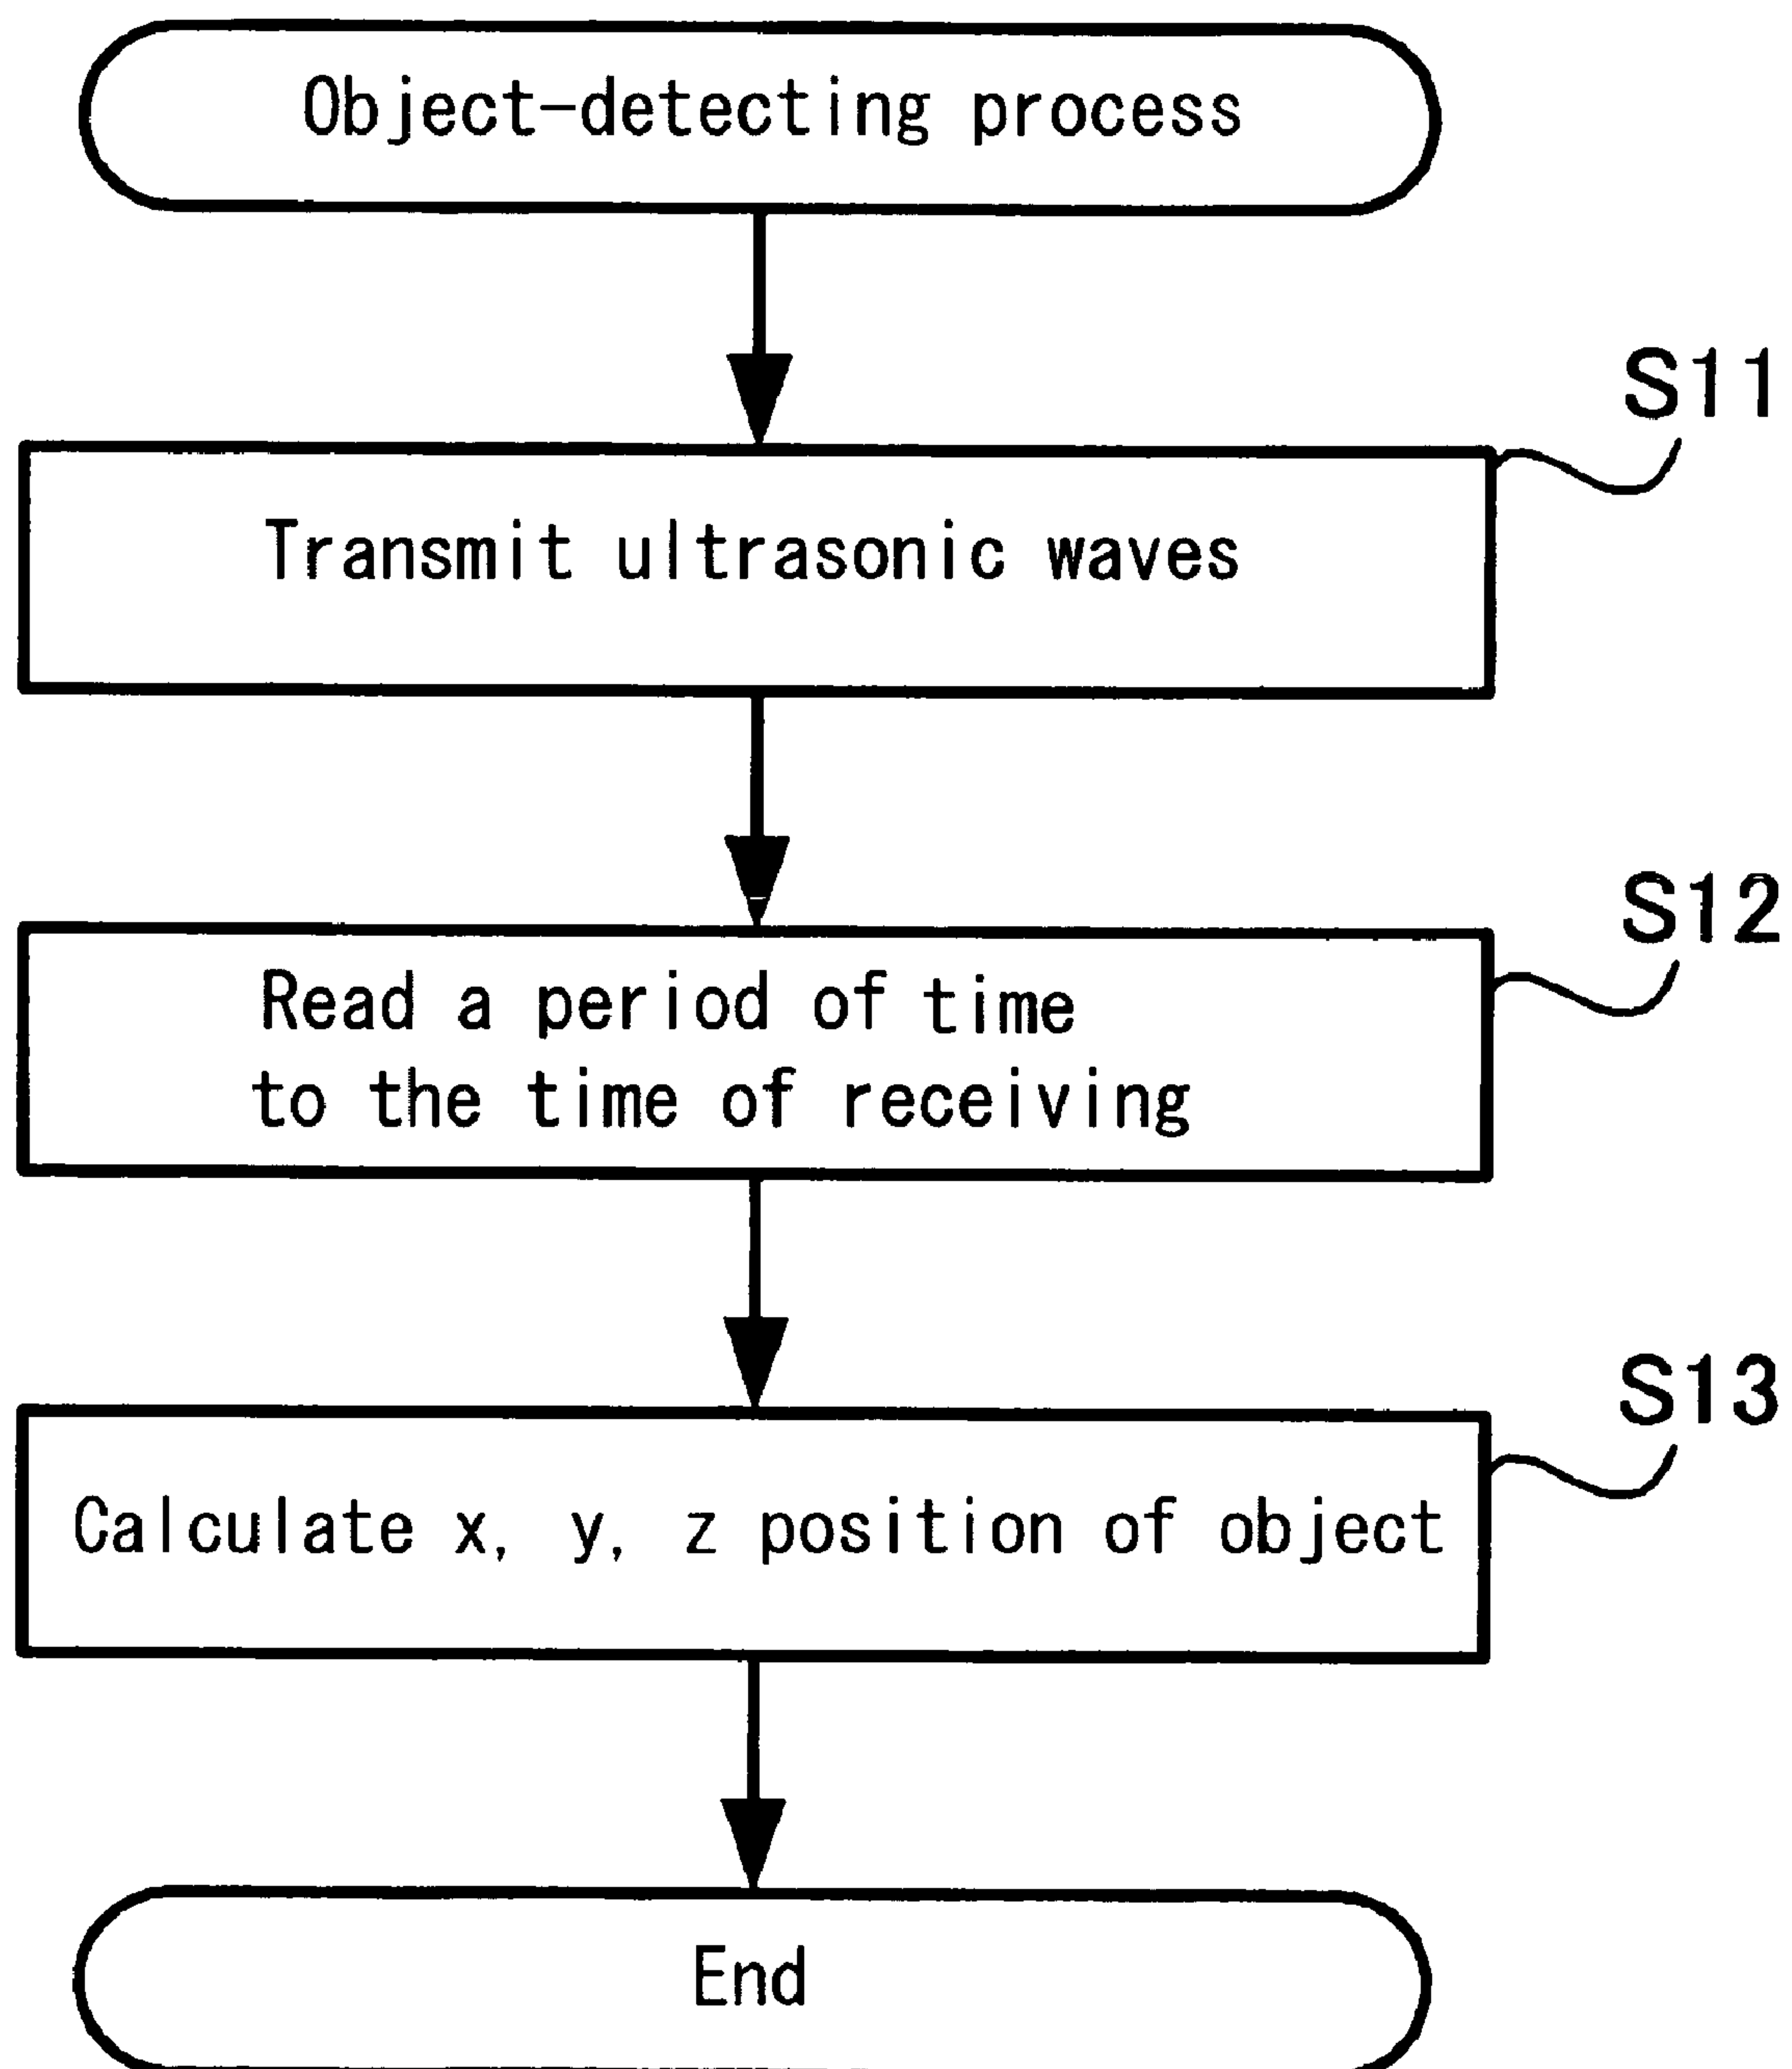 Object-detecting process
S11
Transmit ultrasonic waves
S12
Read a period of time
to the time of receiving
S13
Calculate x, y, z position of object
End